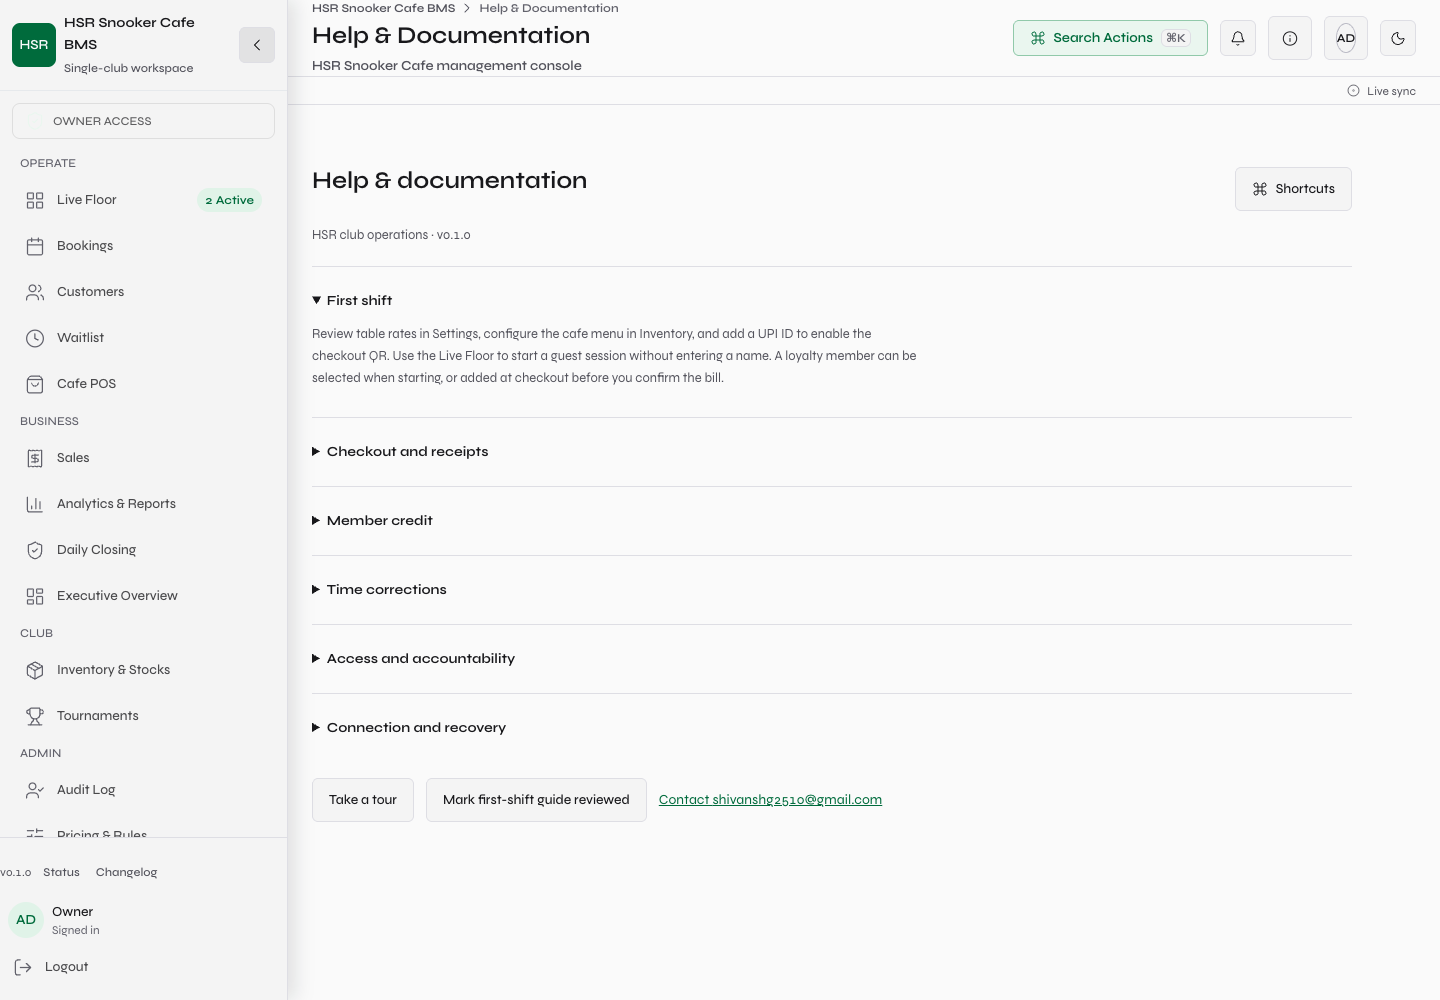 HSR
HSR Snooker Cafe
BMS
Single-club workspace
OWNER ACCESS
OPERATE
Live Floor
2 Active
Bookings
Customers
Waitlist
Cafe POS
BUSINESS
Sales
Analytics & Reports
Daily Closing
Executive Overview
CLUB
Inventory & Stocks
Tournaments
ADMIN
Audit Log
Pricing & Rules
v0.1.0 Status Changelog
AD
Owner
Signed in
Logout
HSR Snooker Cafe BMS > Help & Documentation
Help & Documentation
HSR Snooker Cafe management console
Search Actions ⌘K
AD
Live sync
Help & documentation
Shortcuts
HSR club operations · v0.1.0
First shift
Review table rates in Settings, configure the cafe menu in Inventory, and add a UPI ID to enable the
checkout QR. Use the Live Floor to start a guest session without entering a name. A loyalty member can be
selected when starting, or added at checkout before you confirm the bill.
Checkout and receipts
Member credit
Time corrections
Access and accountability
Connection and recovery
Take a tour
Mark first-shift guide reviewed
Contact shivanshg2510@gmail.com